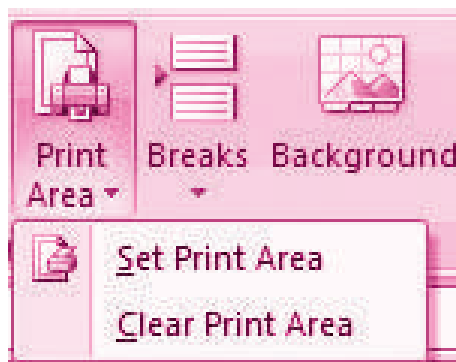 Print Area
Breaks
Background
Set Print Area
Clear Print Area